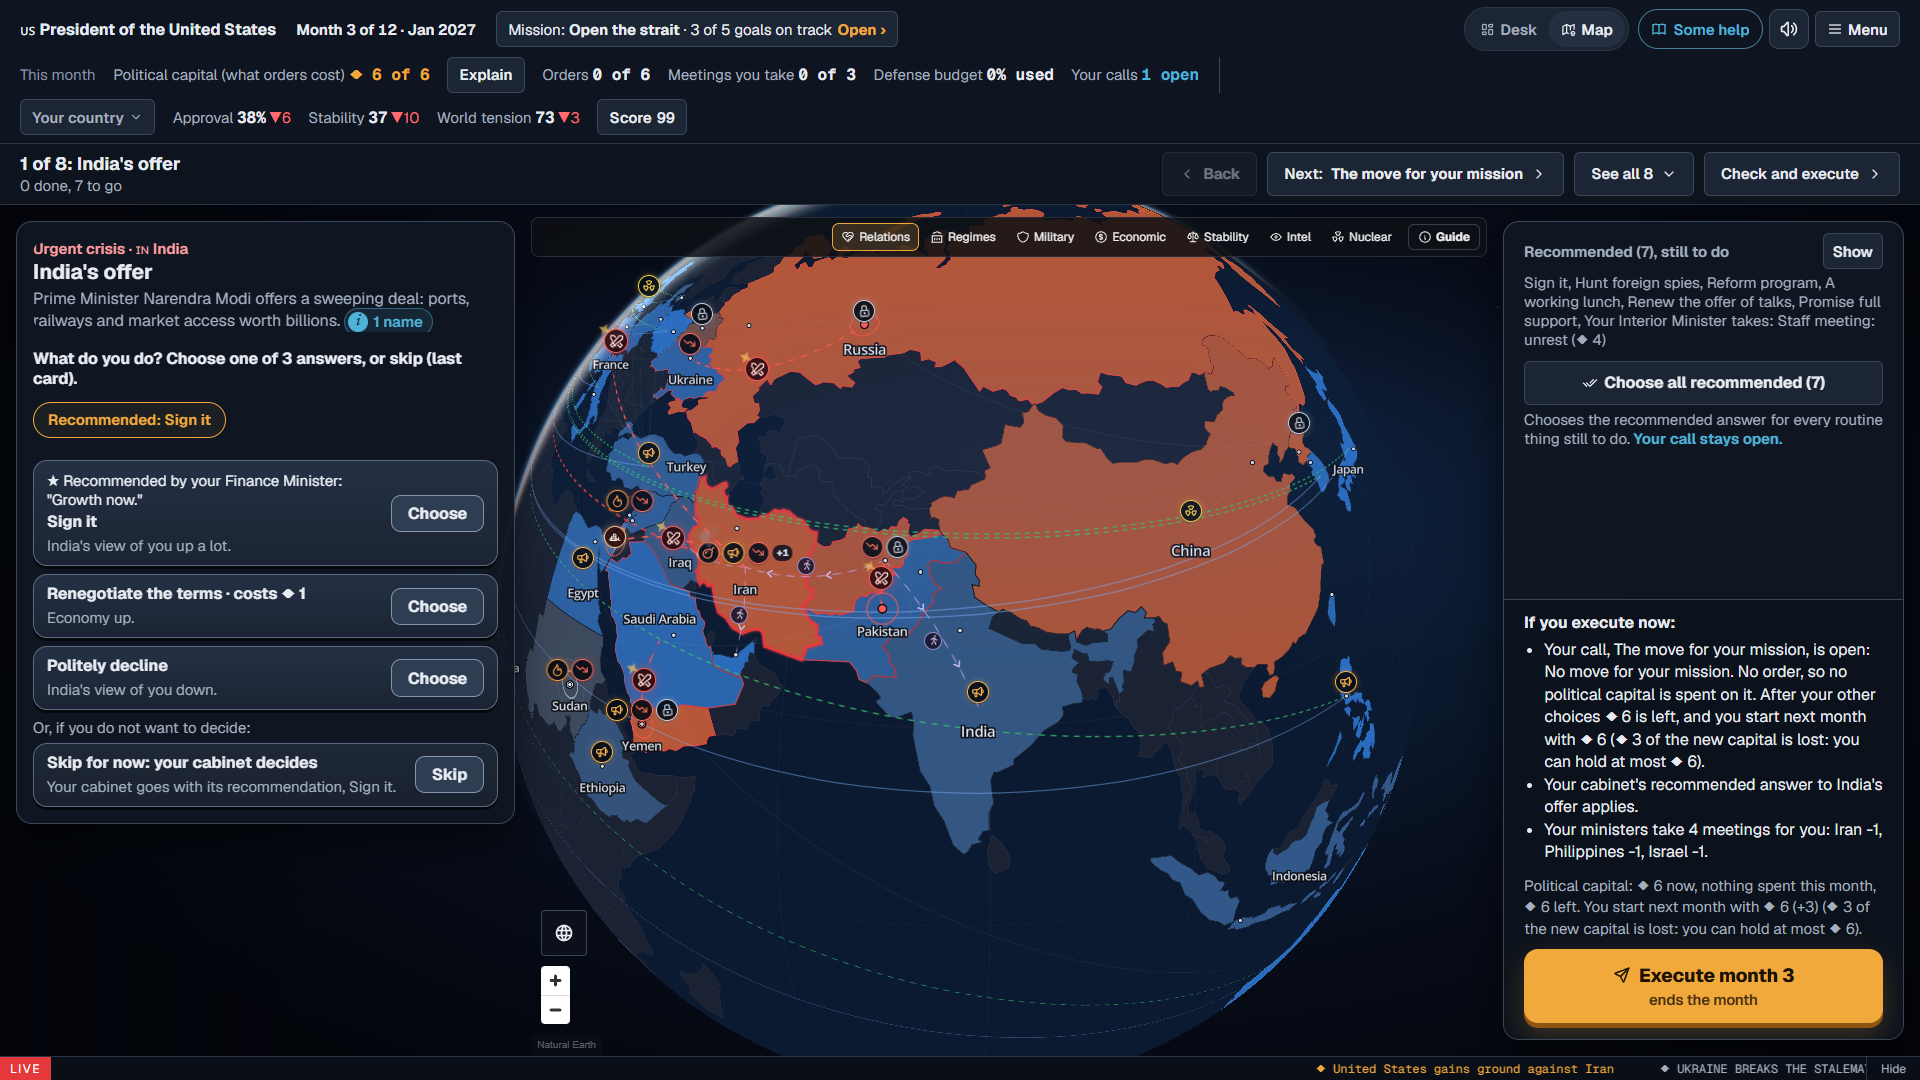 US President of the United States
Month 3 of 12 · Jan 2027
Mission: Open the strait · 3 of 5 goals on track Open ›
Desk
Map
Some help
Menu
This month
Political capital (what orders cost) ◆ 6 of 6
Explain
Orders 0 of 6
Meetings you take 0 of 3
Defense budget 0% used
Your calls 1 open
Your country
Approval 38% ▼6
Stability 37 ▼10
World tension 73 ▼3
Score 99
1 of 8: India's offer
0 done, 7 to go
Back
Next: The move for your mission
See all 8
Check and execute
Urgent crisis · IN India
India's offer
Prime Minister Narendra Modi offers a sweeping deal: ports,
railways and market access worth billions. i 1 name
What do you do? Choose one of 3 answers, or skip (last
card).
Recommended: Sign it
★ Recommended by your Finance Minister:
"Growth now."
Sign it
India's view of you up a lot.
Choose
Renegotiate the terms · costs ◆ 1
Economy up.
Choose
Politely decline
India's view of you down.
Choose
Or, if you do not want to decide:
Skip for now: your cabinet decides
Your cabinet goes with its recommendation, Sign it.
Skip
Relations
Regimes
Military
Economic
Stability
Intel
Nuclear
Guide
Russia
France
Ukraine
Turkey
Japan
China
Iraq
+1
Iran
Egypt
Saudi Arabia
Pakistan
a
Sudan
Yemen
India
Ethiopia
Indonesia
+
−
Natural Earth
Recommended (7), still to do
Show
Sign it, Hunt foreign spies, Reform program, A
working lunch, Renew the offer of talks, Promise full
support, Your Interior Minister takes: Staff meeting:
unrest (◆ 4)
Choose all recommended (7)
Chooses the recommended answer for every routine
thing still to do. Your call stays open.
If you execute now:
• Your call, The move for your mission, is open:
No move for your mission. No order, so no
political capital is spent on it. After your other
choices ◆ 6 is left, and you start next month
with ◆ 6 (◆ 3 of the new capital is lost: you
can hold at most ◆ 6).
• Your cabinet's recommended answer to India's
offer applies.
• Your ministers take 4 meetings for you: Iran -1,
Philippines -1, Israel -1.
Political capital: ◆ 6 now, nothing spent this month,
◆ 6 left. You start next month with ◆ 6 (+3) (◆ 3 of
the new capital is lost: you can hold at most ◆ 6).
Execute month 3
ends the month
LIVE
◆ United States gains ground against Iran
◆ UKRAINE BREAKS THE STALEMA
Hide